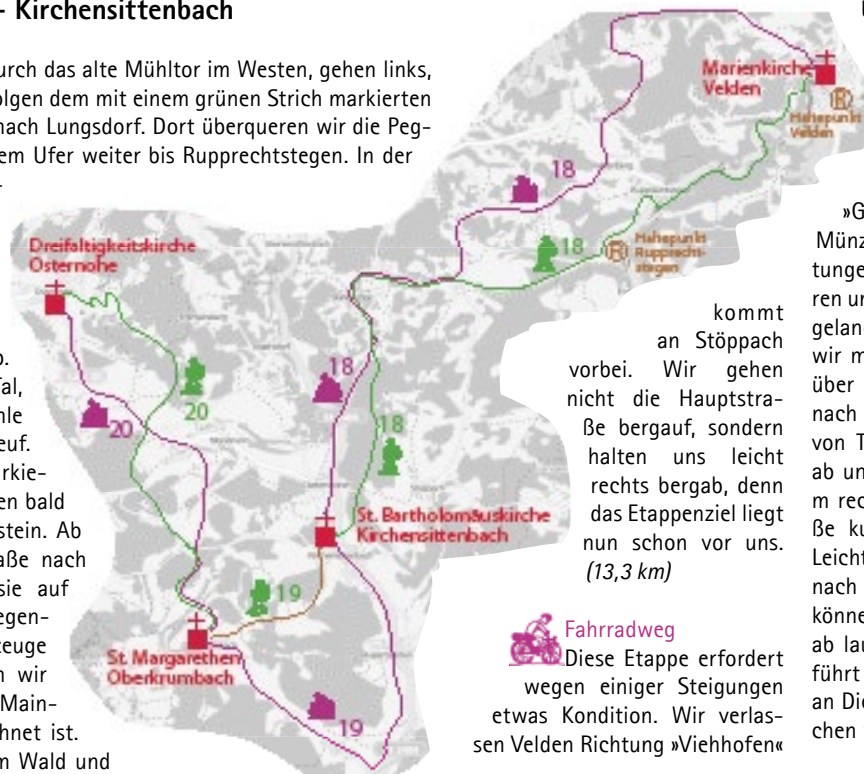 - Kirchensittenbach
urch das alte Mühltor im Westen, gehen links,
olgen dem mit einem grünen Strich markierten
nach Lungsdorf. Dort überqueren wir die Peg-
em Ufer weiter bis Rupprechtstegen. In der
o.
Tal,
hle
euf.
rkie-
en bald
stein. Ab
aße nach
sie auf
egen-
zeuge
n wir
Main-
hnet ist.
m Wald und
Marienkirche
Velden
Haltepunkt
Velden
18
18
Haltepunkt
Rupprecht-
stegen
Dreifaltigkeitskirche
Osternohe
20
20
18
18
St. Bartholomäuskirche
Kirchensittenbach
19
St. Margarethen
Oberkrumbach
19
kommt
an Stöppach
vorbei. Wir gehen
nicht die Hauptstra-
ße bergauf, sondern
halten uns leicht
rechts bergab, denn
das Etappenziel liegt
nun schon vor uns.
(13,3 km)
Fahrradweg
Diese Etappe erfordert
wegen einiger Steigungen
etwas Kondition. Wir verlas-
sen Velden Richtung »Viehhofen«
»G
Münz
tunge
ren ur
gelan
wir m
über
nach
von T
ab un
m rec
ße ku
Leicht
nach
könne
ab lau
führt
an Die
chen